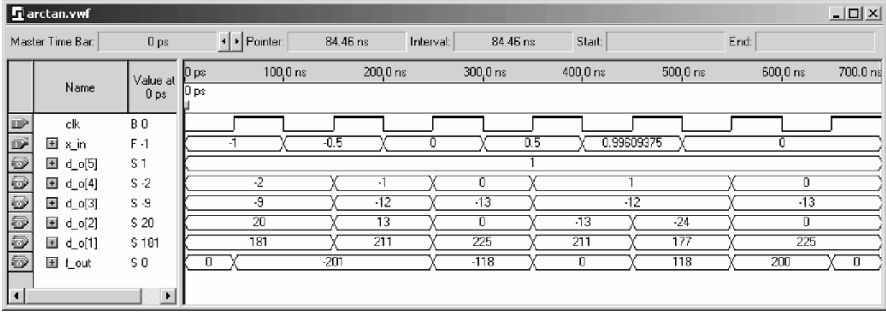 arctan.vwf
Master Time Bar: 0 ps Pointer: 84.46 ns Interval: 84.46 ns Start: End:
Name Value at 0 ps 0 ps 100.0 ns 200.0 ns 300.0 ns 400.0 ns 500.0 ns 600.0 ns 700.0 ns
0 ps
clk B 0
x_in F -1 -1 -0.5 0 0.5 0.99609375 0
d_o[5] S 1 1
d_o[4] S -2 -2 -1 0 1 0
d_o[3] S -9 -9 -12 -13 -12 -13
d_o[2] S 20 20 13 0 -13 -24 0
d_o[1] S 181 181 211 225 211 177 225
f_out S 0 0 -201 -118 0 118 200 0